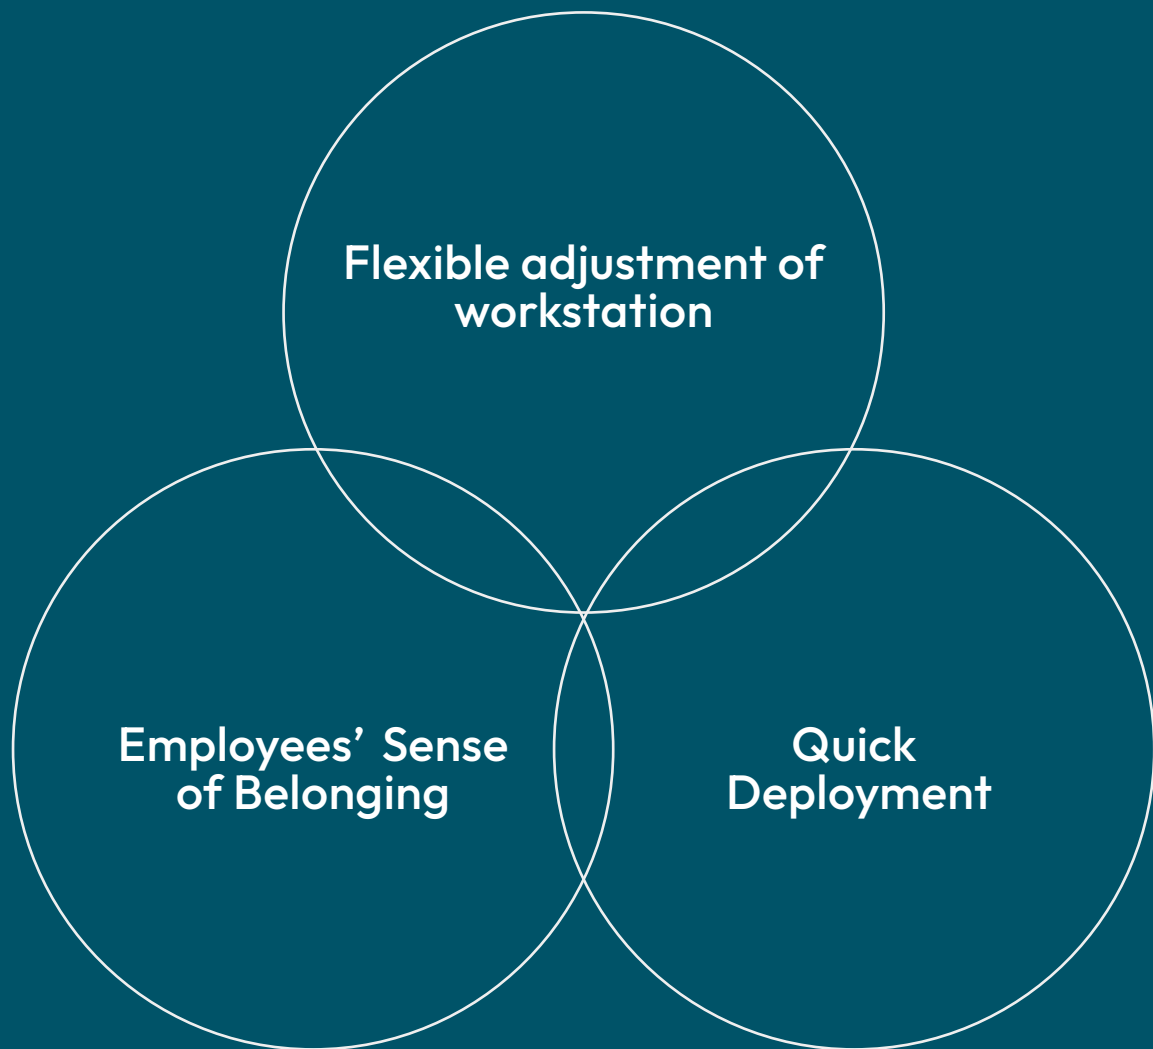 Flexible adjustment of
workstation
Employees’ Sense
of Belonging
Quick
Deployment